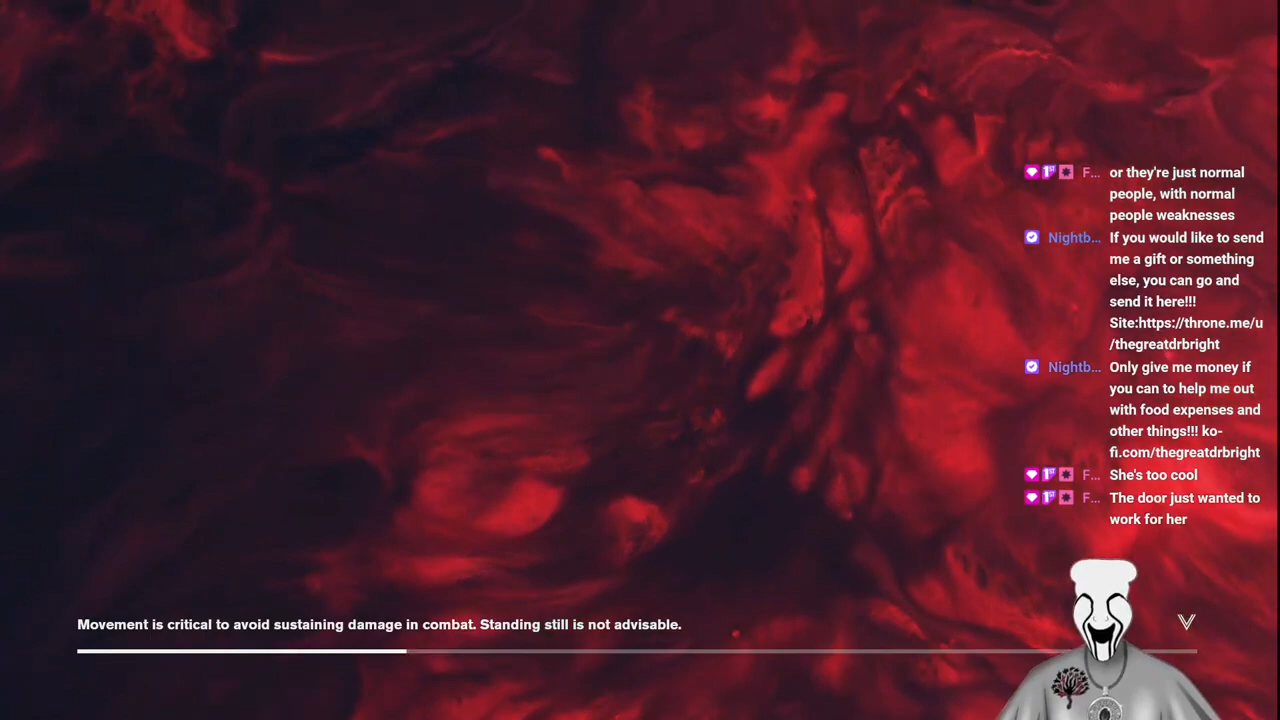 F... or they're just normal
people, with normal
people weaknesses
Nightb... If you would like to send
me a gift or something
else, you can go and
send it here!!!
Site:https://throne.me/u
/thegreatdrbright
Nightb... Only give me money if
you can to help me out
with food expenses and
other things!!! ko-
fi.com/thegreatdrbright
F... She's too cool
F... The door just wanted to
work for her
Movement is critical to avoid sustaining damage in combat. Standing still is not advisable.